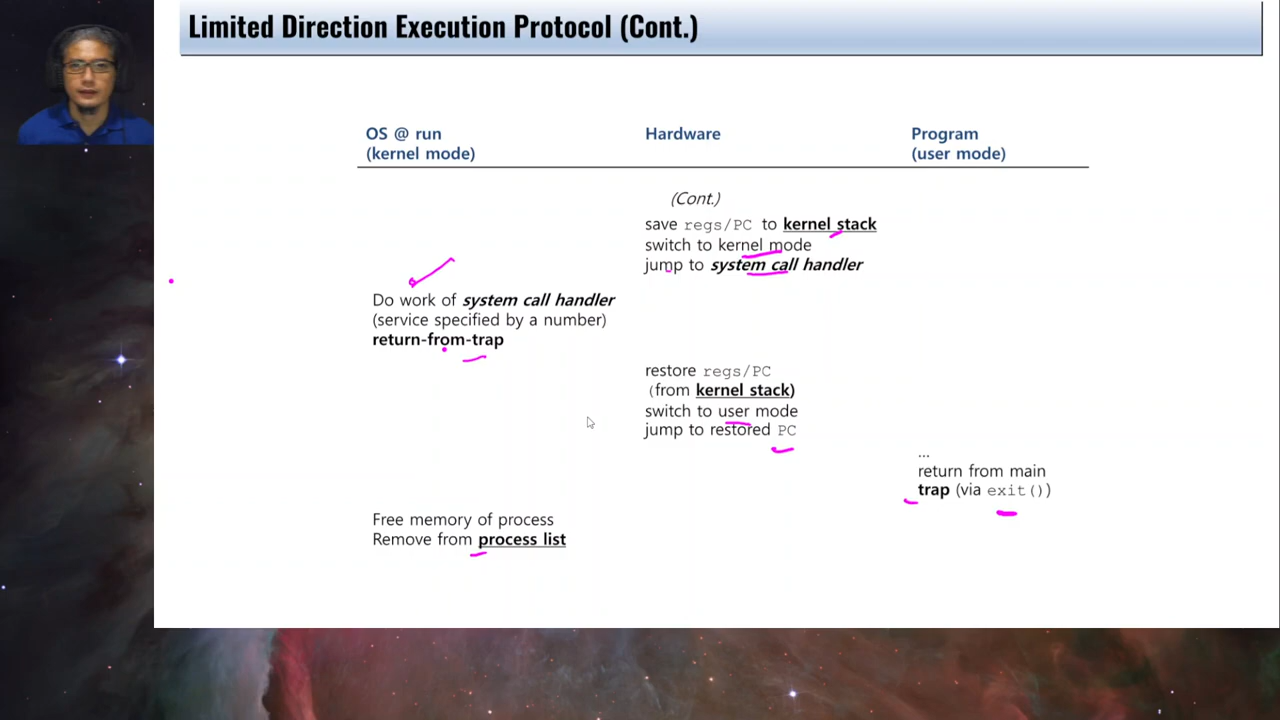 Limited Direction Execution Protocol (Cont.)
OS @ run
(kernel mode)
Hardware
Program
(user mode)
(Cont.)
save regs/PC to kernel stack
switch to kernel mode
jump to system call handler
Do work of system call handler
(service specified by a number)
return-from-trap
restore regs/PC
(from kernel stack)
switch to user mode
jump to restored PC
...
return from main
trap (via exit())
Free memory of process
Remove from process list